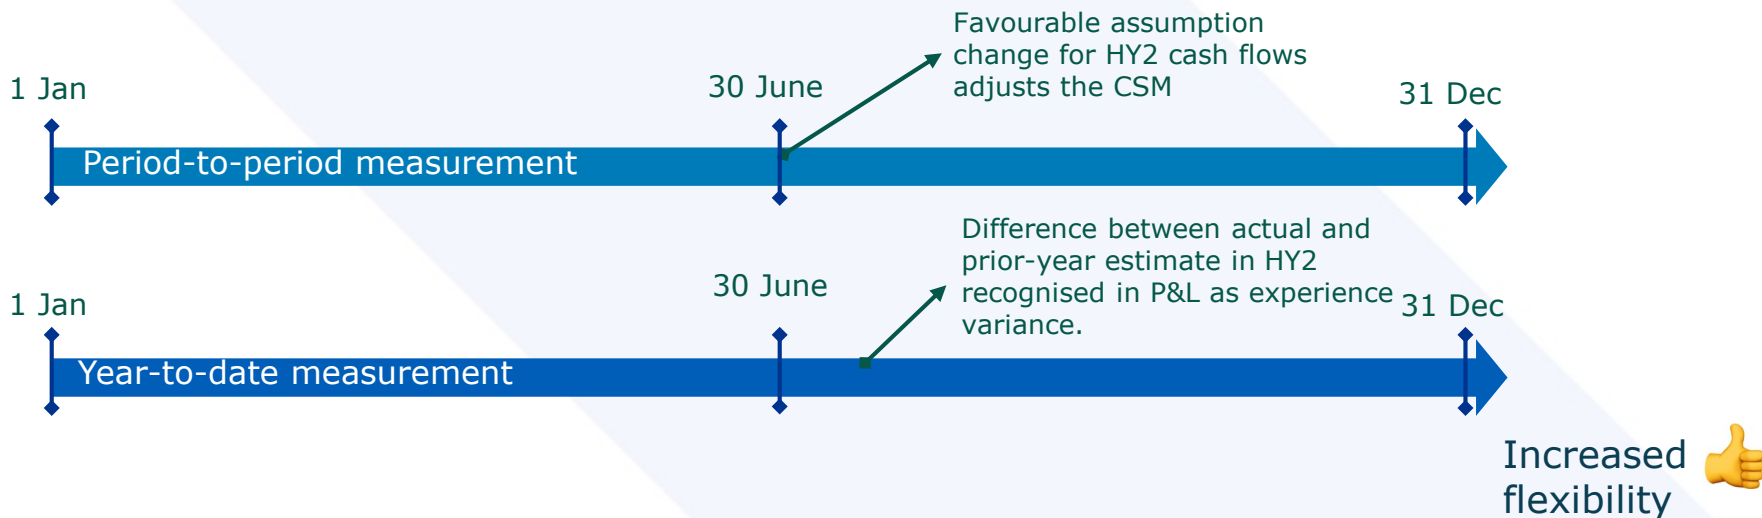 Favourable assumption
change for HY2 cash flows
adjusts the CSM
1 Jan
30 June
31 Dec
Period-to-period measurement
Difference between actual and
prior-year estimate in HY2
recognised in P&L as experience
variance.
1 Jan
30 June
31 Dec
Year-to-date measurement
Increased
flexibility